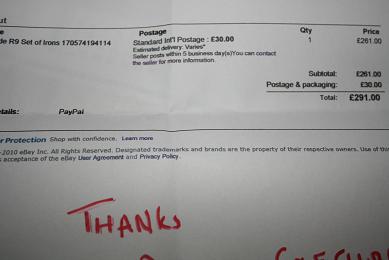 Postage Qty Price
de R9 Set of Irons 170574194114 Standard Int'l Postage : £30.00 1 £261.00
Estimated delivery: Varies*
Seller posts within 5 business day(s)You can contact
the seller for more information.
Subtotal: £261.00
Postage & packaging: £30.00
Total: £291.00
etails: PayPal
er Protection Shop with confidence. Learn more
-2010 eBay Inc. All Rights Reserved. Designated trademarks and brands are the property of their respective owners. Use of this
s acceptance of the eBay User Agreement and Privacy Policy.
THANKS